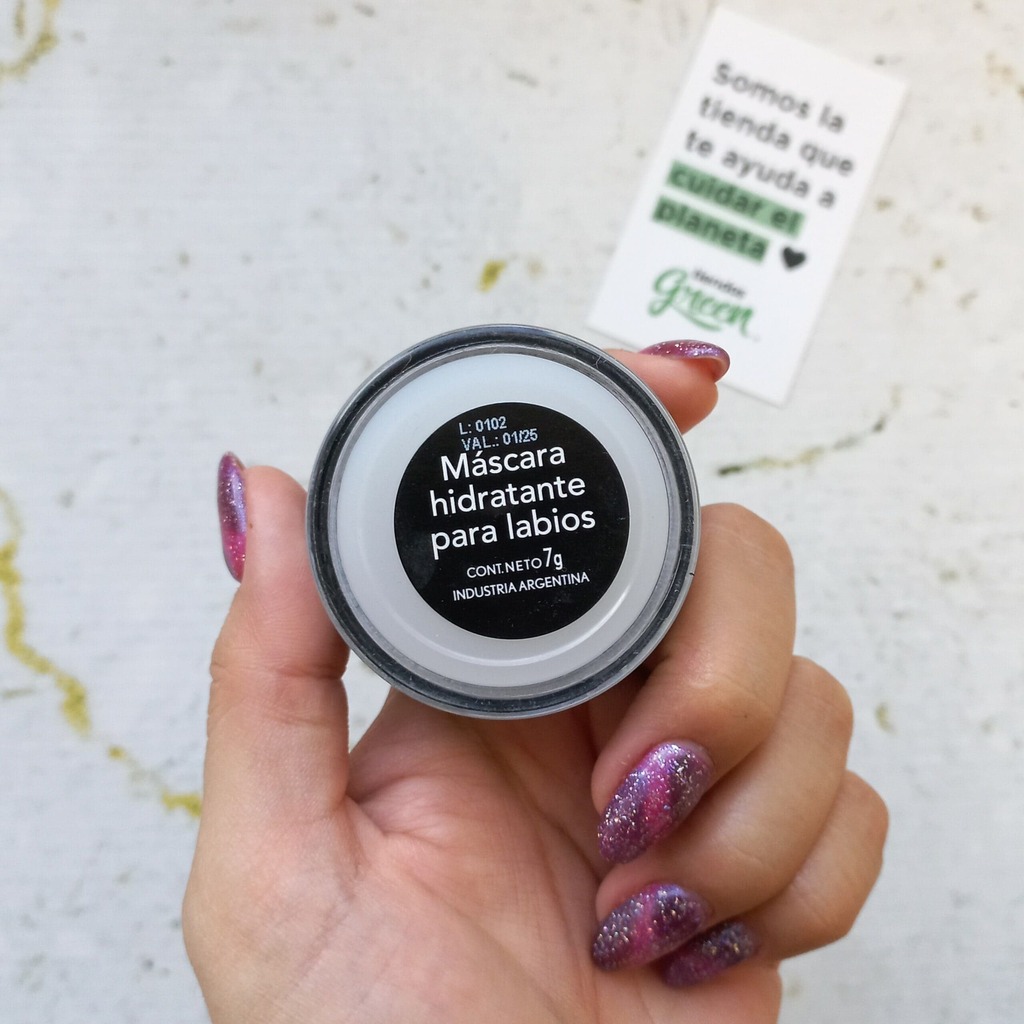 Somos la
tienda que
te ayuda a
cuidar el
planeta
tiendas
green
L: 0102
VAL.: 01/25
Máscara
hidratante
para labios
CONT. NETO 7g
INDUSTRIA ARGENTINA